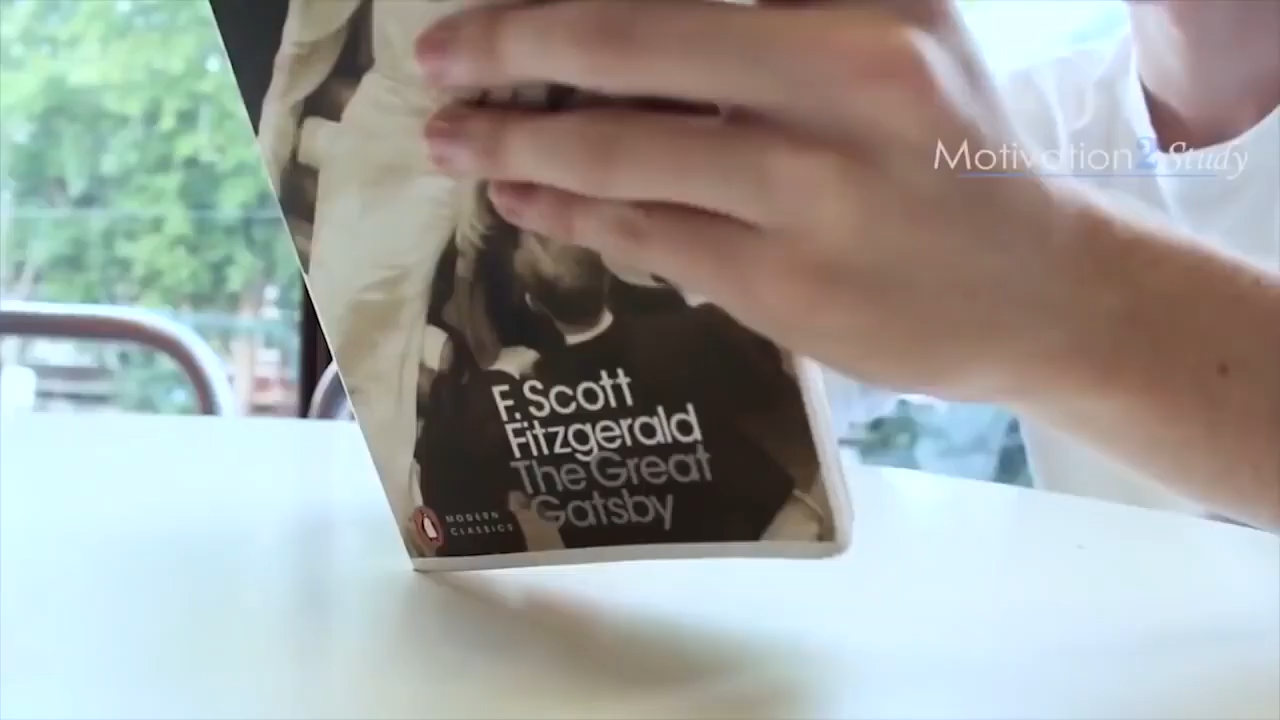 Motivation2Study
F. Scott
Fitzgerald
The Great
Gatsby
MODERN
CLASSICS